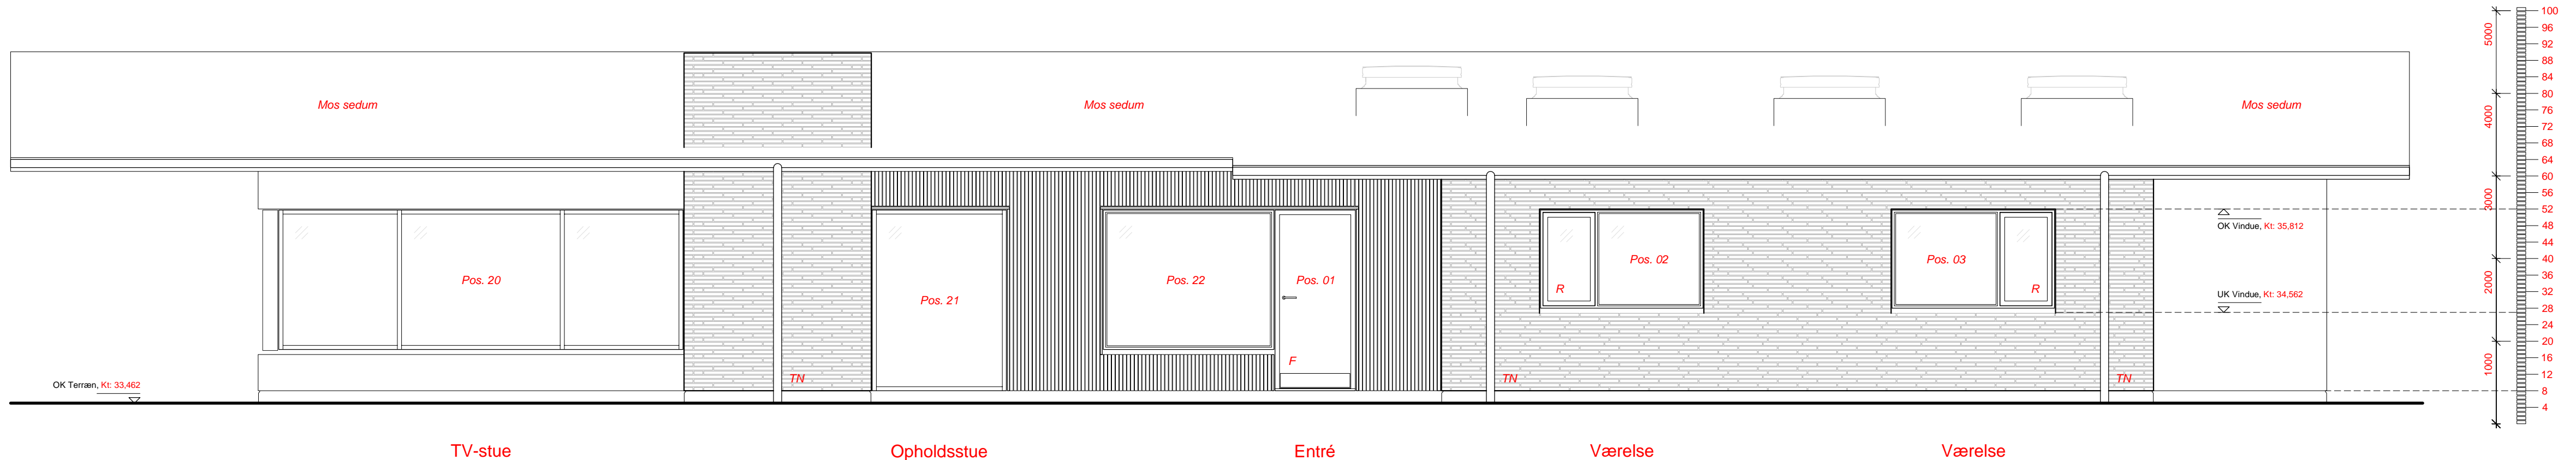 Mos sedum
Mos sedum
Mos sedum
Pos. 20
Pos. 21
Pos. 22
Pos. 01
Pos. 02
Pos. 03
R
R
F
TN
TN
TN
OK Vindue, Kt: 35,812
UK Vindue, Kt: 34,562
OK Terræn, Kt: 33,462
TV-stue
Opholdsstue
Entré
Værelse
Værelse
5000
4000
3000
2000
1000
100
96
92
88
84
80
76
72
68
64
60
56
52
48
44
40
36
32
28
24
20
16
12
8
4